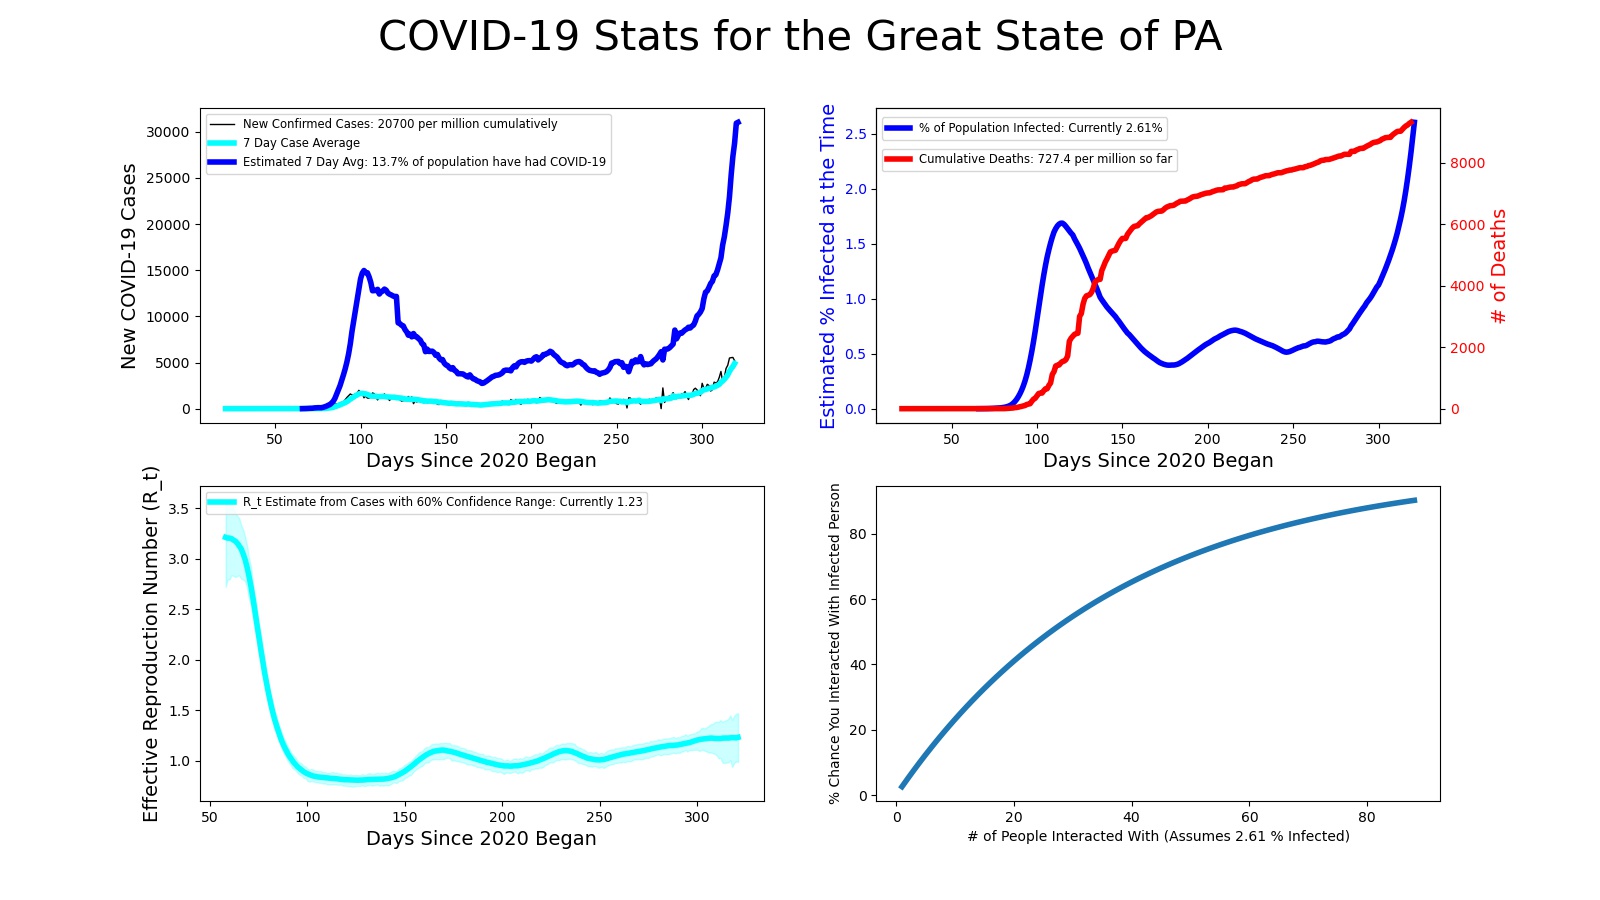 COVID-19 Stats for the Great State of PA
New COVID-19 Cases
30000
25000
20000
15000
10000
5000
0
New Confirmed Cases: 20700 per million cumulatively
7 Day Case Average
Estimated 7 Day Avg: 13.7% of population have had COVID-19
50 100 150 200 250 300
Days Since 2020 Began
Estimated % Infected at the Time
2.5
2.0
1.5
1.0
0.5
0.0
% of Population Infected: Currently 2.61%
Cumulative Deaths: 727.4 per million so far
8000
6000
4000
2000
0
# of Deaths
50 100 150 200 250 300
Days Since 2020 Began
Effective Reproduction Number (R_t)
3.5
3.0
2.5
2.0
1.5
1.0
R_t Estimate from Cases with 60% Confidence Range: Currently 1.23
50 100 150 200 250 300
Days Since 2020 Began
% Chance You Interacted With Infected Person
80
60
40
20
0
0 20 40 60 80
# of People Interacted With (Assumes 2.61 % Infected)